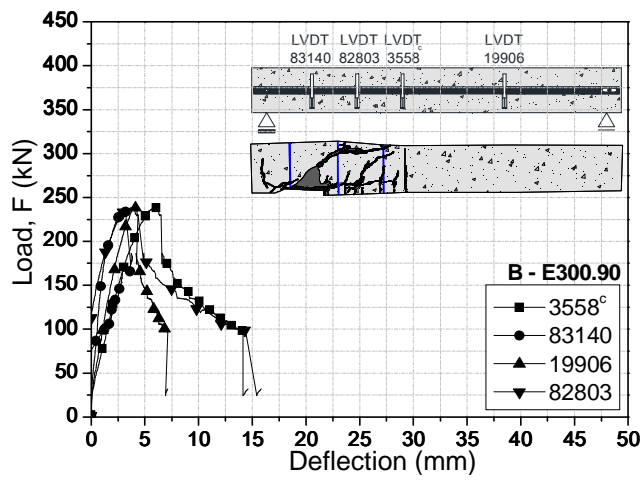 450
400
350
300
250
200
150
100
50
0
Load, F (kN)
LVDT LVDT LVDT LVDT
83140 82803 3558c 19906
B - E300.90
3558c
83140
19906
82803
0 5 10 15 20 25 30 35 40 45 50
Deflection (mm)